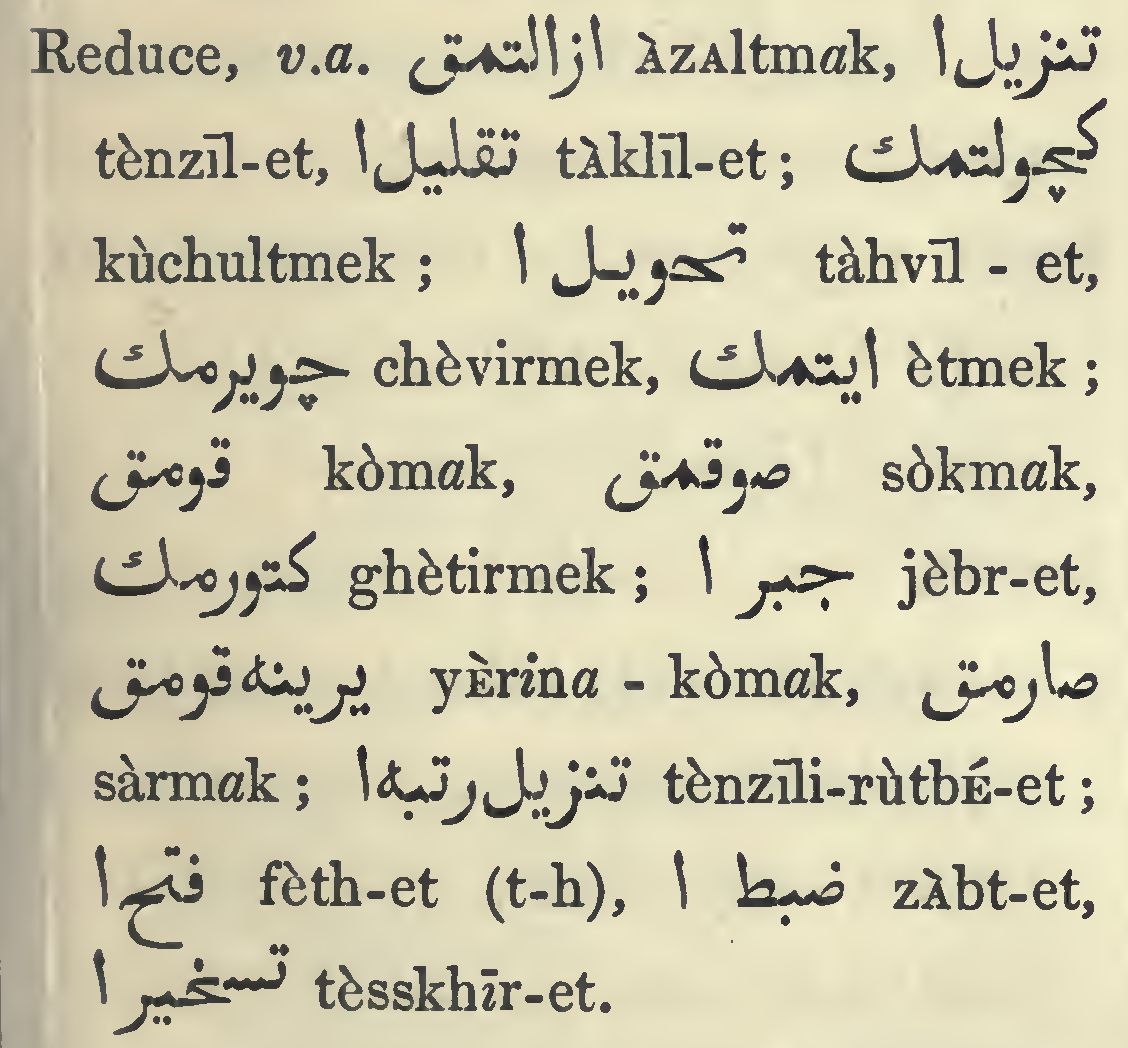 Reduce, v.a. ازالتمق ÀzAltmak, تنزيل ا
tènzīl-et, تقليل ا tÀklīl-et; كچولتمك
kùchultmek; تحويل ا tàhvīl - et,
چويرمك chèvirmek, ايتمك ètmek;
قومق kòmak, صوقمق sòkmak,
كتورمك ghètirmek; جبر ا jèbr-et,
يرينه قومق yÈrina - kòmak, صارمق
sàrmak; تنزيل رتبه ا tènzīli-rùtbÉ-et;
فتح ا fèth-et (t-h), ضبط ا zÀbt-et,
تسخير ا tèsskhīr-et.